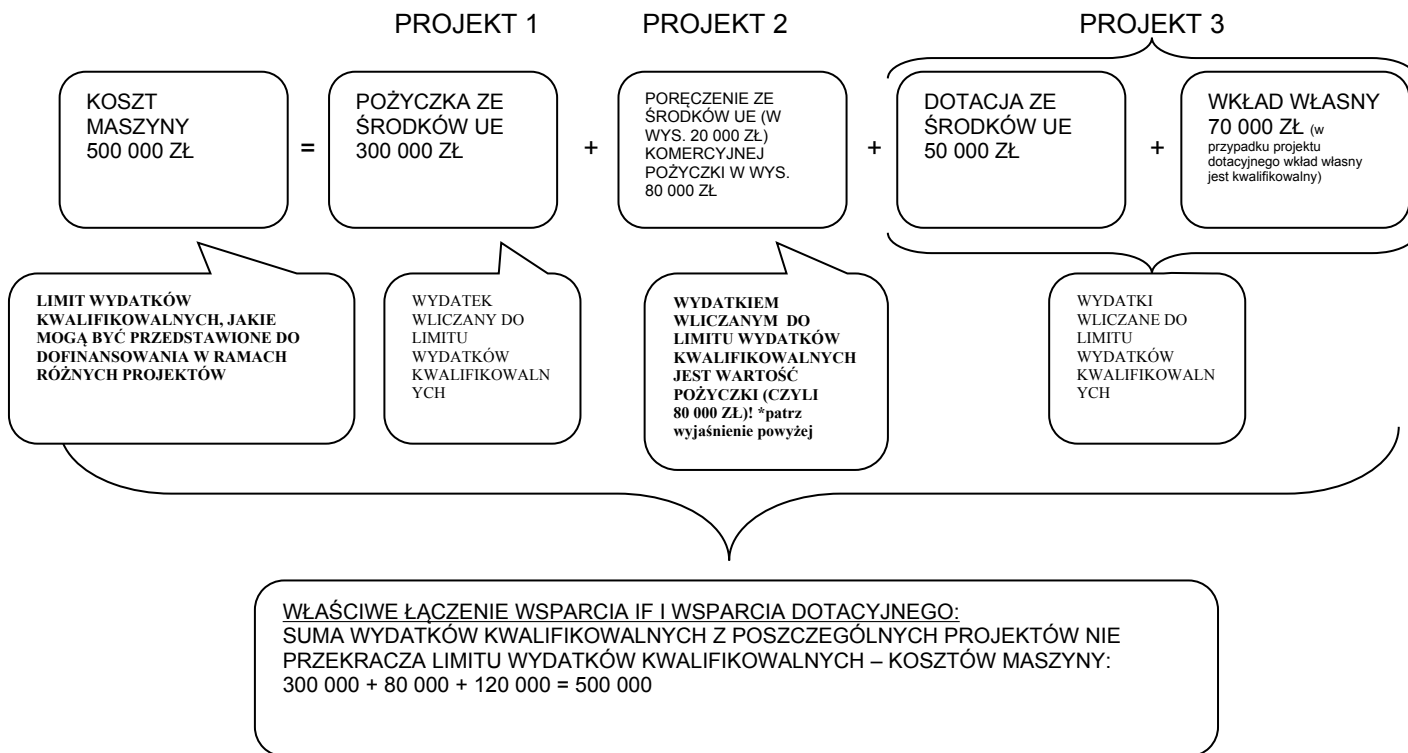 PROJEKT 1
PROJEKT 2
PROJEKT 3
KOSZT
MASZYNY
500 000 ZŁ
=
POŻYCZKA ZE
ŚRODKÓW UE
300 000 ZŁ
+
PORĘCZENIE ZE
ŚRODKÓW UE (W
WYS. 20 000 ZŁ)
KOMERCYJNEJ
POŻYCZKI W WYS.
80 000 ZŁ
+
DOTACJA ZE
ŚRODKÓW UE
50 000 ZŁ
+
WKŁAD WŁASNY
70 000 ZŁ (w
przypadku projektu
dotacyjnego wkład własny
jest kwalifikowalny)
LIMIT WYDATKÓW
KWALIFIKOWALNYCH, JAKIE
MOGĄ BYĆ PRZEDSTAWIONE DO
DOFINANSOWANIA W RAMACH
RÓŻNYCH PROJEKTÓW
WYDATEK
WLICZANY DO
LIMITU
WYDATKÓW
KWALIFIKOWALN
YCH
WYDATKIEM
WLICZANYM DO
LIMITU WYDATKÓW
KWALIFIKOWALNYCH
JEST WARTOŚĆ
POŻYCZKI (CZYLI
80 000 ZŁ)! *patrz
wyjaśnienie powyżej
WYDATKI
WLICZANE DO
LIMITU
WYDATKÓW
KWALIFIKOWALN
YCH
WŁAŚCIWE ŁĄCZENIE WSPARCIA IF I WSPARCIA DOTACYJNEGO:
SUMA WYDATKÓW KWALIFIKOWALNYCH Z POSZCZEGÓLNYCH PROJEKTÓW NIE
PRZEKRACZA LIMITU WYDATKÓW KWALIFIKOWALNYCH – KOSZTÓW MASZYNY:
300 000 + 80 000 + 120 000 = 500 000